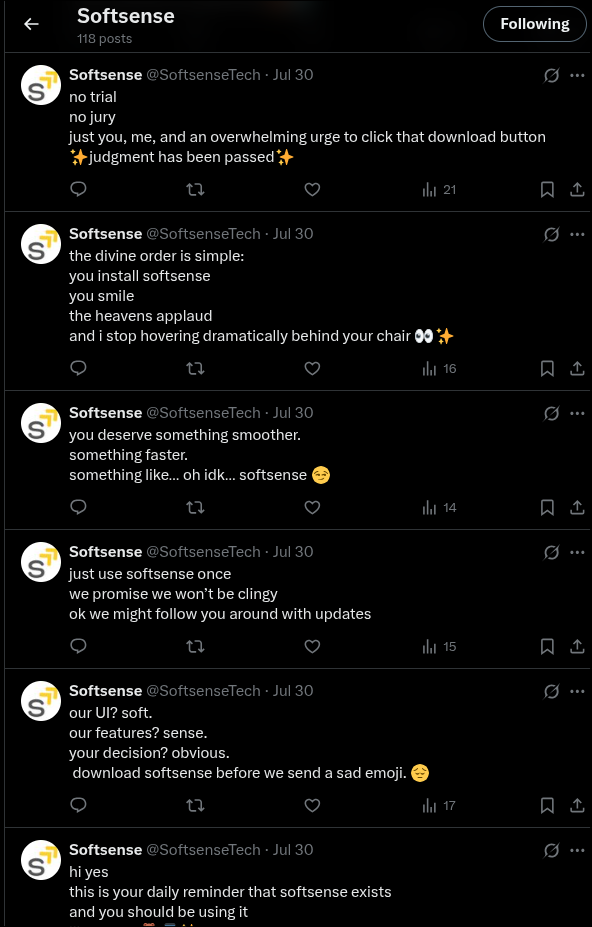 Softsense
118 posts
Following
Softsense @SoftsenseTech · Jul 30
no trial
no jury
just you, me, and an overwhelming urge to click that download button
✨judgment has been passed✨
21
Softsense @SoftsenseTech · Jul 30
the divine order is simple:
you install softsense
you smile
the heavens applaud
and i stop hovering dramatically behind your chair 👀✨
16
Softsense @SoftsenseTech · Jul 30
you deserve something smoother.
something faster.
something like... oh idk... softsense 😏
14
Softsense @SoftsenseTech · Jul 30
just use softsense once
we promise we won’t be clingy
ok we might follow you around with updates
15
Softsense @SoftsenseTech · Jul 30
our UI? soft.
our features? sense.
your decision? obvious.
download softsense before we send a sad emoji. 😔
17
Softsense @SoftsenseTech · Jul 30
hi yes
this is your daily reminder that softsense exists
and you should be using it